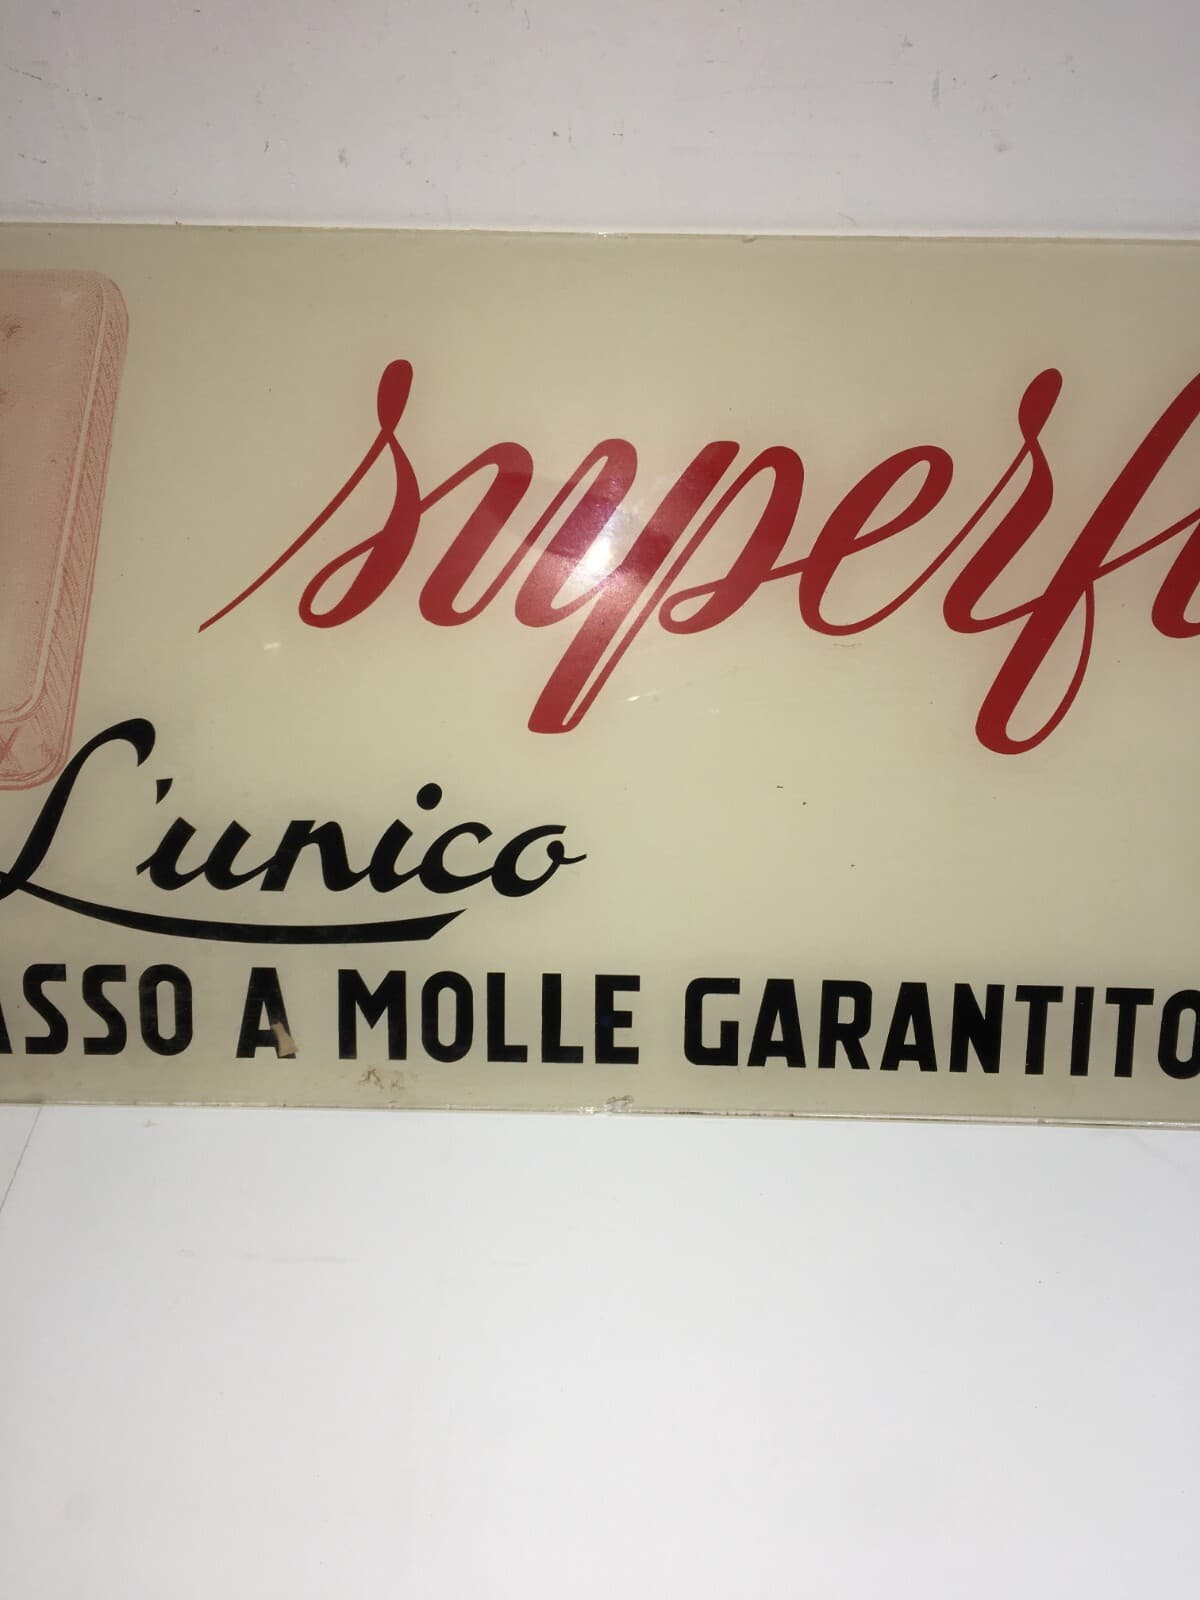 superf
L'unico
ASSO A MOLLE GARANTITO